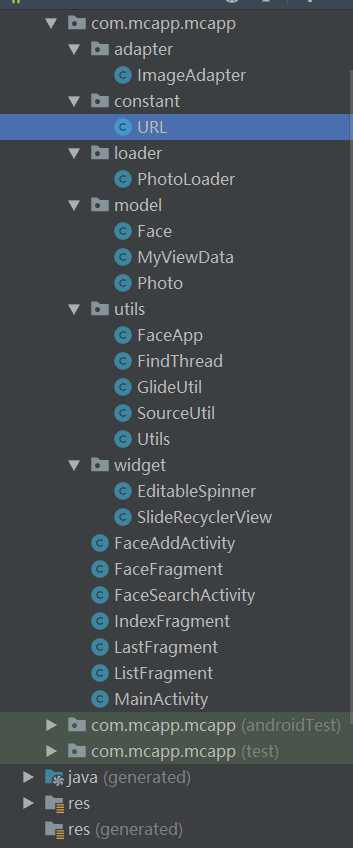 com.mcapp.mcapp
adapter
ImageAdapter
constant
URL
loader
PhotoLoader
model
Face
MyViewData
Photo
utils
FaceApp
FindThread
GlideUtil
SourceUtil
Utils
widget
EditableSpinner
SlideRecyclerView
FaceAddActivity
FaceFragment
FaceSearchActivity
IndexFragment
LastFragment
ListFragment
MainActivity
com.mcapp.mcapp (androidTest)
com.mcapp.mcapp (test)
java (generated)
res
res (generated)